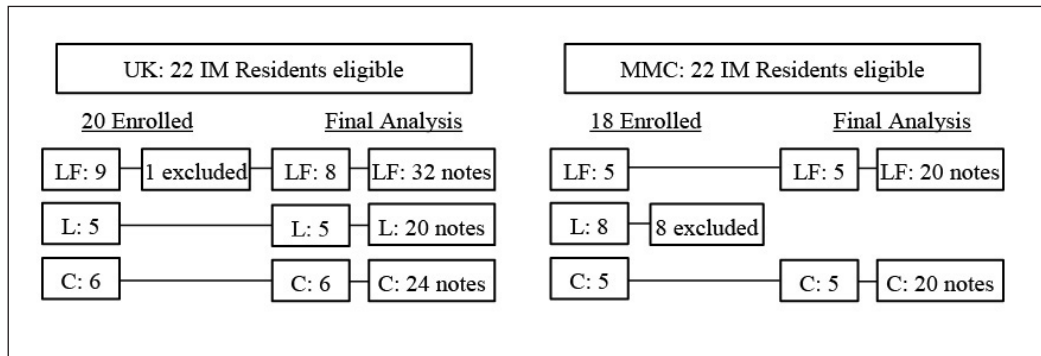 UK: 22 IM Residents eligible
20 Enrolled Final Analysis
LF: 9 1 excluded LF: 8 LF: 32 notes
L: 5 L: 5 L: 20 notes
C: 6 C: 6 C: 24 notes
MMC: 22 IM Residents eligible
18 Enrolled Final Analysis
LF: 5 LF: 5 LF: 20 notes
L: 8 8 excluded
C: 5 C: 5 C: 20 notes